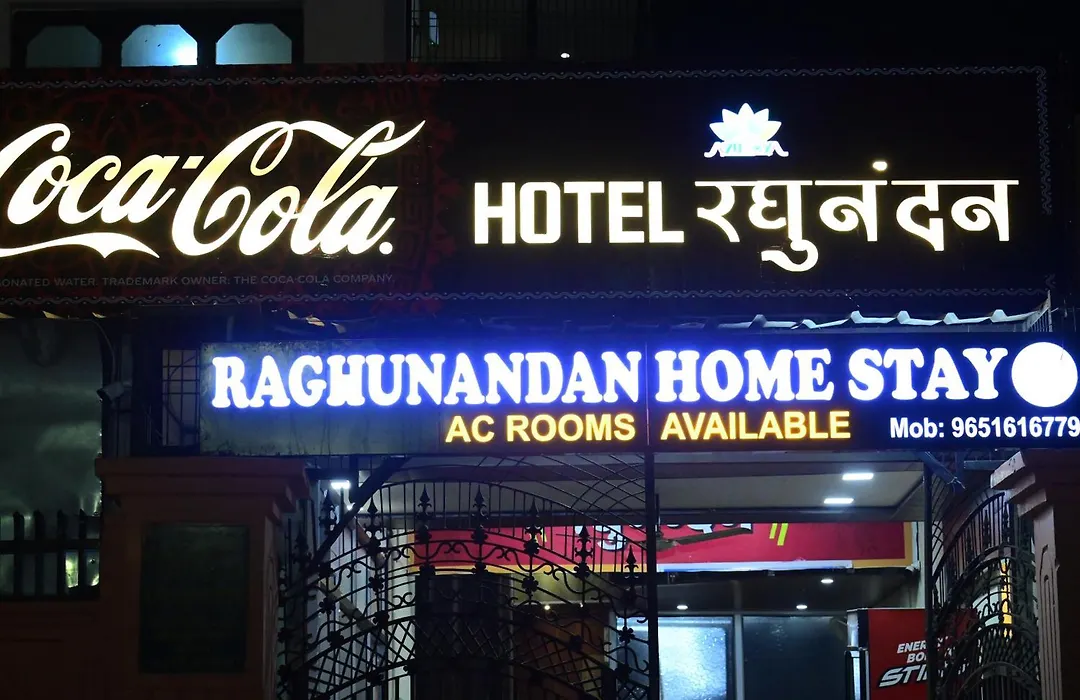 Coca-Cola.
ONATED WATER. TRADEMARK OWNER: THE COCA-COLA COMPANY.
HOTEL रघुनंदन
RAGHUNANDAN HOME STAY
AC ROOMS AVAILABLE
Mob: 9651616779